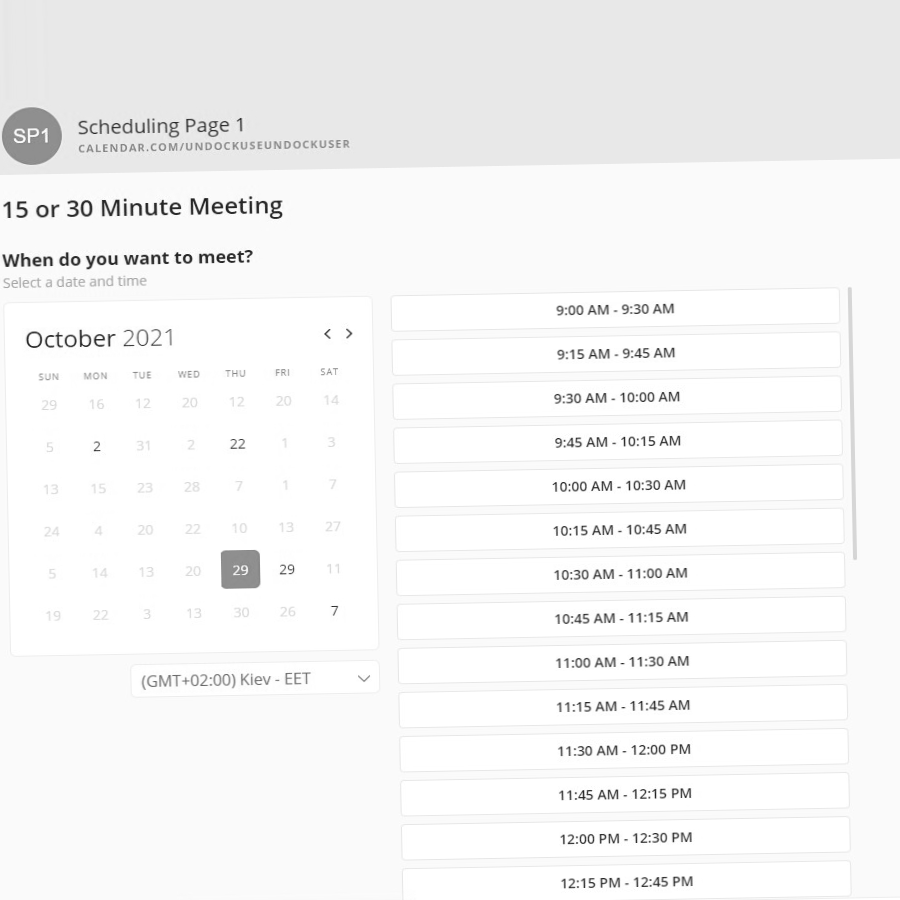 SP1
Scheduling Page 1
CALENDAR.COM/UNDOCKUSEUNDOCKUSER
15 or 30 Minute Meeting
When do you want to meet?
Select a date and time
October 2021
SUN MON TUE WED THU FRI SAT
29 16 12 20 12 20 14
5 2 31 2 22 1 3
13 15 23 28 7 1 7
24 4 20 22 10 13 27
5 14 13 20 29 29 11
19 22 3 13 30 26 7
(GMT+02:00) Kiev - EET
9:00 AM - 9:30 AM
9:15 AM - 9:45 AM
9:30 AM - 10:00 AM
9:45 AM - 10:15 AM
10:00 AM - 10:30 AM
10:15 AM - 10:45 AM
10:30 AM - 11:00 AM
10:45 AM - 11:15 AM
11:00 AM - 11:30 AM
11:15 AM - 11:45 AM
11:30 AM - 12:00 PM
11:45 AM - 12:15 PM
12:00 PM - 12:30 PM
12:15 PM - 12:45 PM